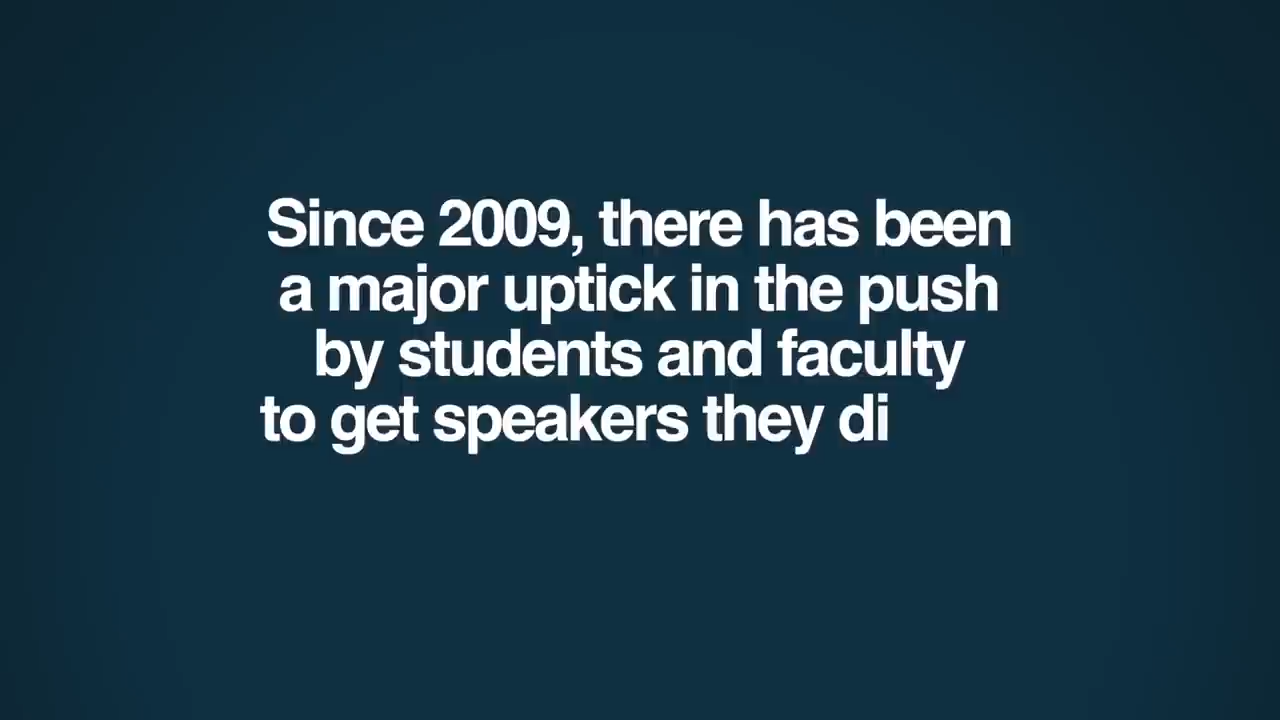 Since 2009, there has been
a major uptick in the push
by students and faculty
to get speakers they di